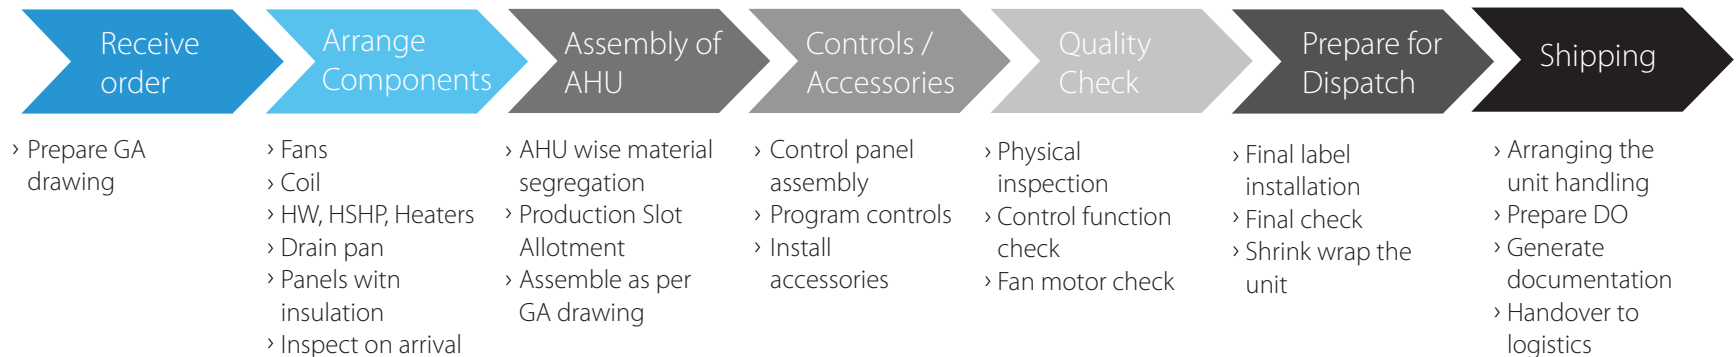 Receive
order
Arrange
Components
Assembly of
AHU
Controls /
Accessories
Quality
Check
Prepare for
Dispatch
Shipping
› Prepare GA
drawing
› Fans
› Coil
› HW, HSHP, Heaters
› Drain pan
› Panels witn
insulation
› Inspect on arrival
› AHU wise material
segregation
› Production Slot
Allotment
› Assemble as per
GA drawing
› Control panel
assembly
› Program controls
› Install
accessories
› Physical
inspection
› Control function
check
› Fan motor check
› Final label
installation
› Final check
› Shrink wrap the
unit
› Arranging the
unit handling
› Prepare DO
› Generate
documentation
› Handover to
logistics